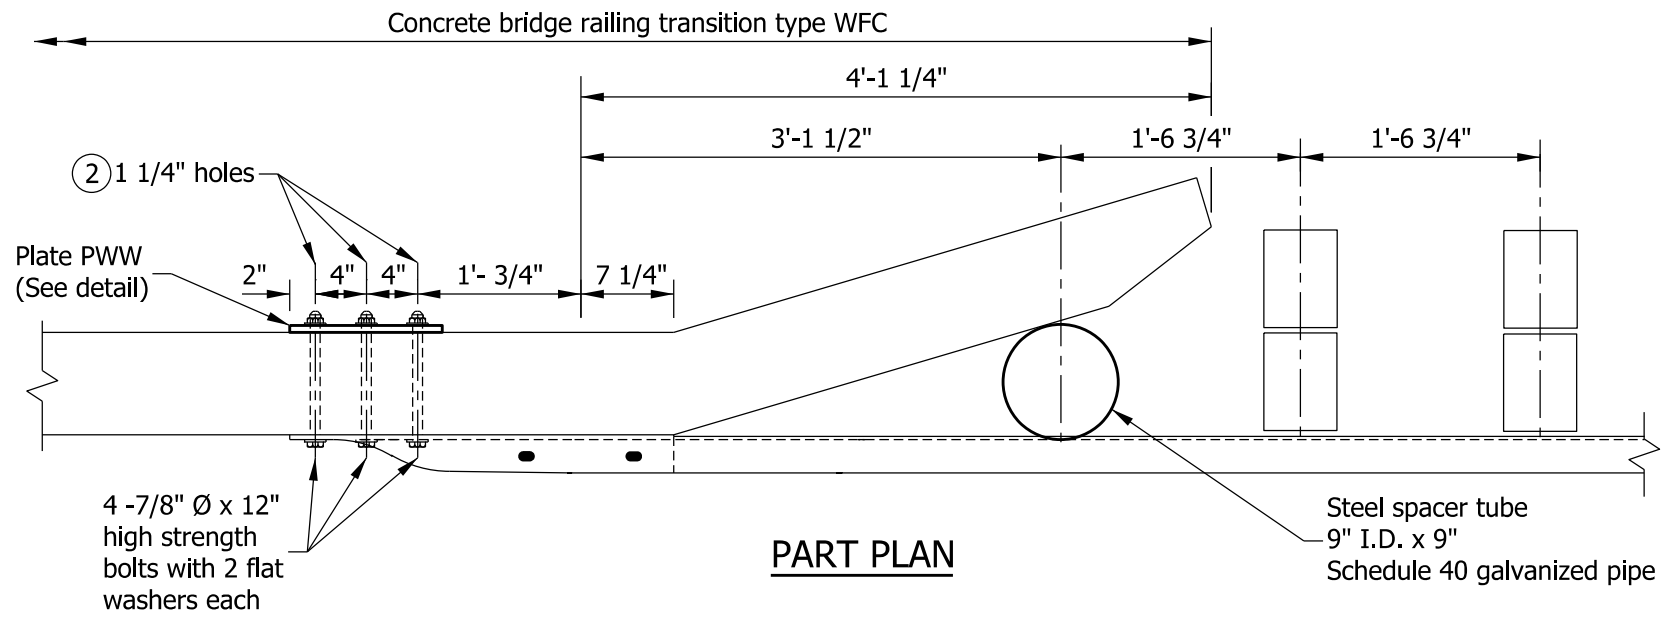 Concrete bridge railing transition type WFC
4'-1 1/4"
3'-1 1/2"
1'-6 3/4"
1'-6 3/4"
2 1 1/4" holes
Plate PWW
(See detail)
2"
4"
4"
1'- 3/4"
7 1/4"
4 -7/8" Ø x 12"
high strength
bolts with 2 flat
washers each
PART PLAN
Steel spacer tube
9" I.D. x 9"
Schedule 40 galvanized pipe